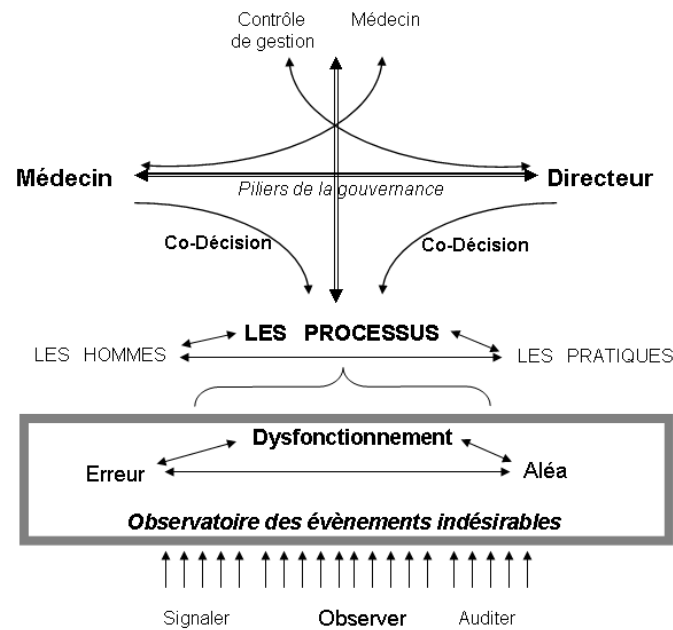 Contrôle
de gestion
Médecin
Médecin
Directeur
Piliers de la gouvernance
Co-Décision
Co-Décision
LES PROCESSUS
LES HOMMES
LES PRATIQUES
Dysfonctionnement
Erreur
Aléa
Observatoire des évènements indésirables
Signaler
Observer
Auditer